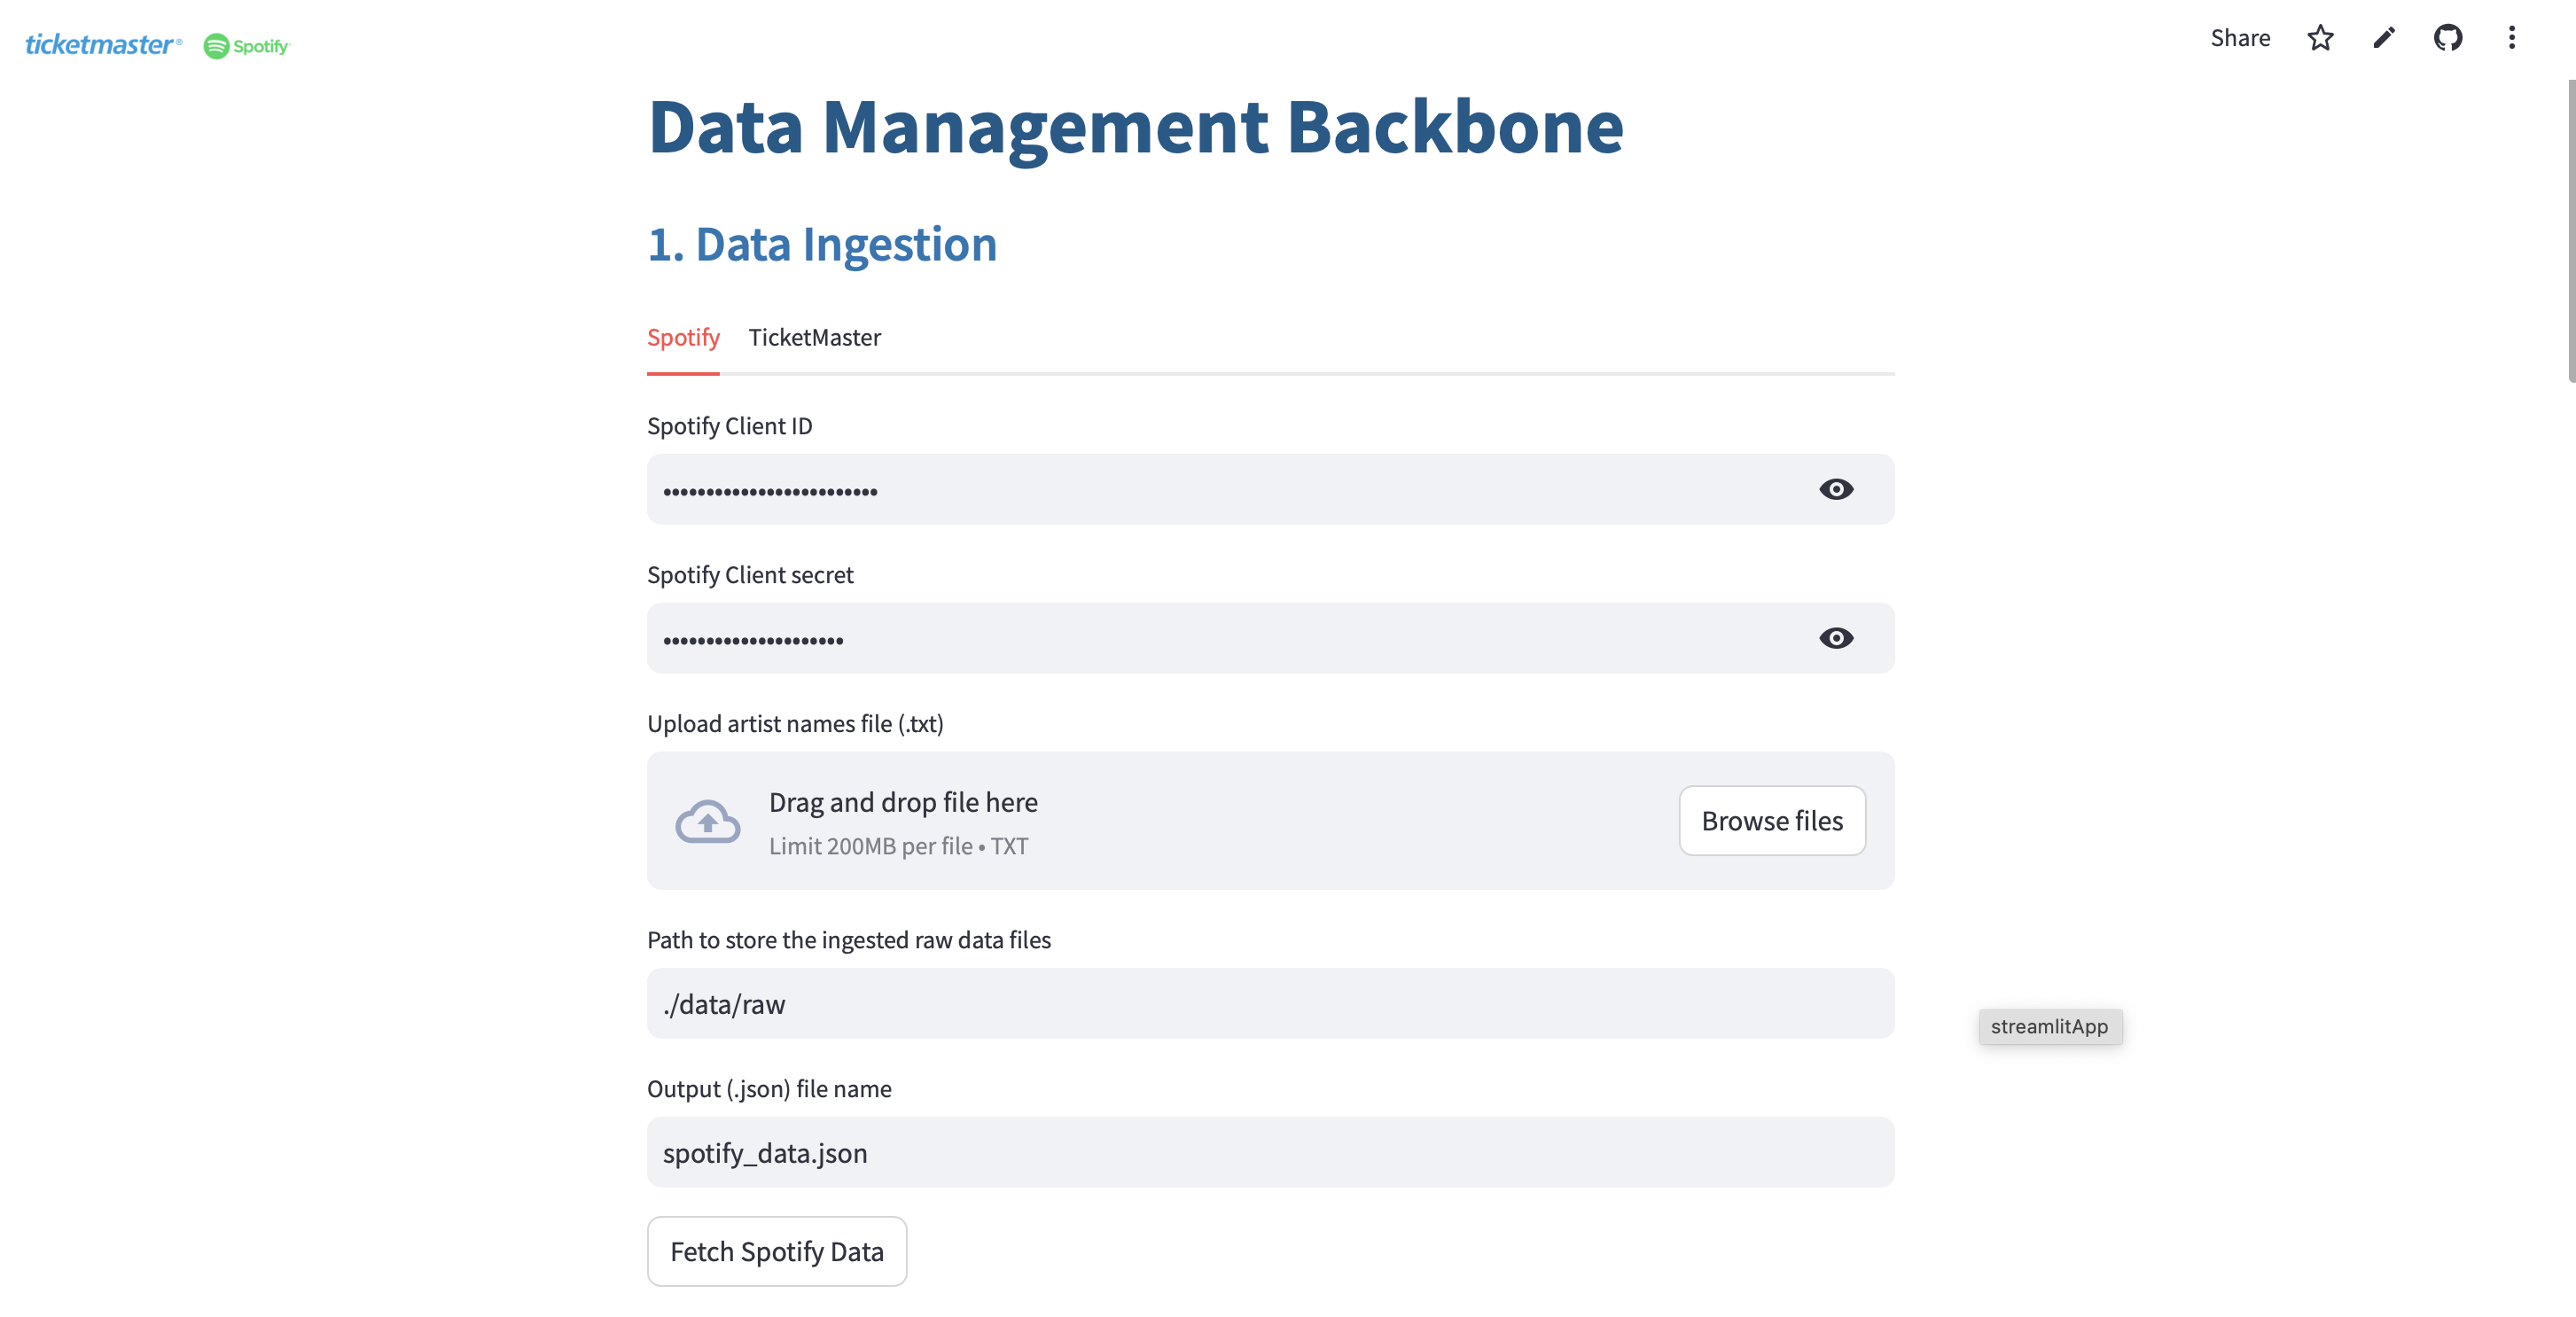 ticketmaster® Spotify
Share
Data Management Backbone
1. Data Ingestion
Spotify TicketMaster
Spotify Client ID
•••••••••••••••••••••••••
Spotify Client secret
•••••••••••••••••••••
Upload artist names file (.txt)
Drag and drop file here
Limit 200MB per file • TXT
Browse files
Path to store the ingested raw data files
./data/raw
streamlitApp
Output (.json) file name
spotify_data.json
Fetch Spotify Data